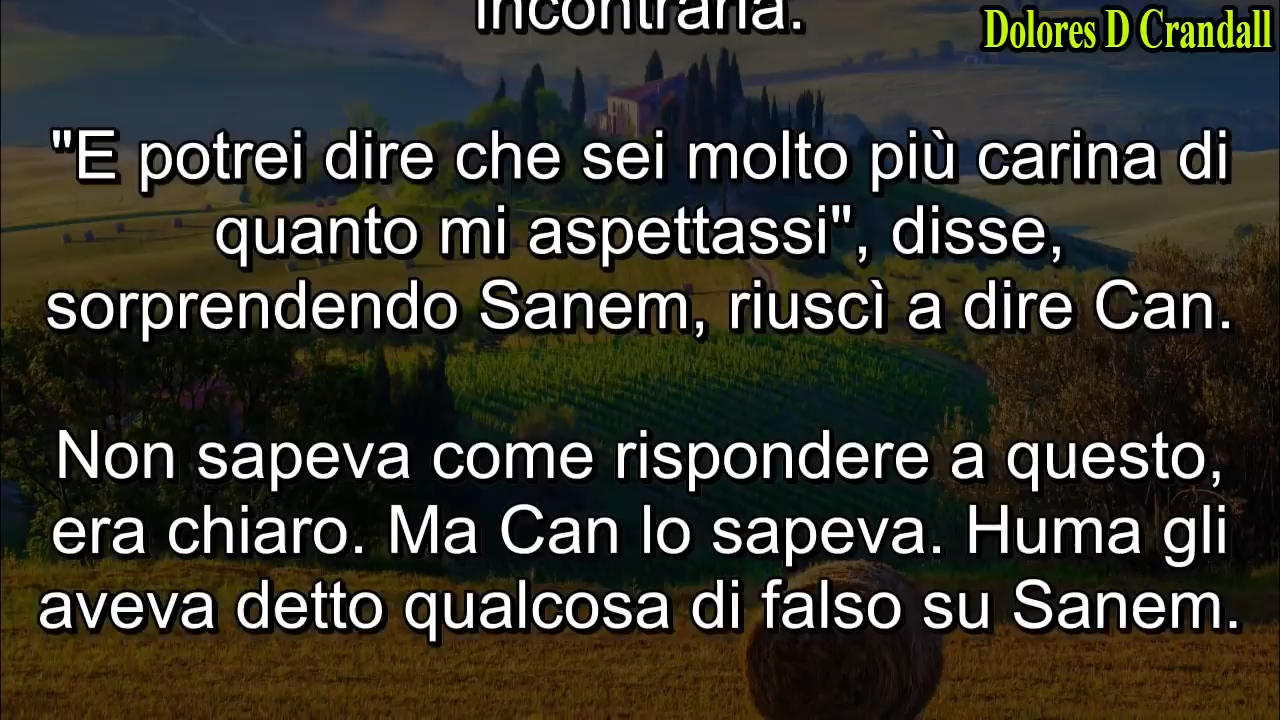 incontrarla.
Dolores D Crandall
"E potrei dire che sei molto più carina di
quanto mi aspettassi", disse,
sorprendendo Sanem, riuscì a dire Can.
Non sapeva come rispondere a questo,
era chiaro. Ma Can lo sapeva. Huma gli
aveva detto qualcosa di falso su Sanem.